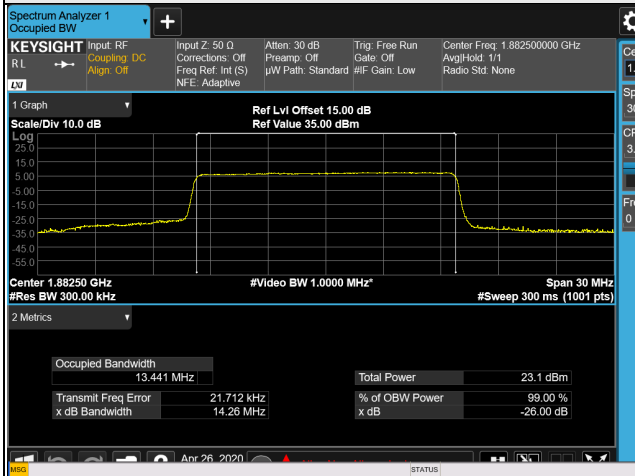 Spectrum Analyzer 1
Occupied BW
KEYSIGHT
R L
LXI
Input: RF
Coupling: DC
Align: Off
Input Z: 50 Ω
Corrections: Off
Freq Ref: Int (S)
NFE: Adaptive
Atten: 30 dB
Preamp: Off
µW Path: Standard
Trig: Free Run
Gate: Off
#IF Gain: Low
Center Freq: 1.882500000 GHz
Avg|Hold: 1/1
Radio Std: None
1 Graph
Scale/Div 10.0 dB
Ref Lvl Offset 15.00 dB
Ref Value 35.00 dBm
Log
25.0
15.0
5.00
-5.00
-15.0
-25.0
-35.0
-45.0
-55.0
Center 1.88250 GHz
#Res BW 300.00 kHz
#Video BW 1.0000 MHz*
Span 30 MHz
#Sweep 300 ms (1001 pts)
2 Metrics
Occupied Bandwidth
13.441 MHz
Total Power 23.1 dBm
Transmit Freq Error 21.712 kHz
% of OBW Power 99.00 %
x dB Bandwidth 14.26 MHz
x dB -26.00 dB
Apr 26, 2020
MSG
STATUS